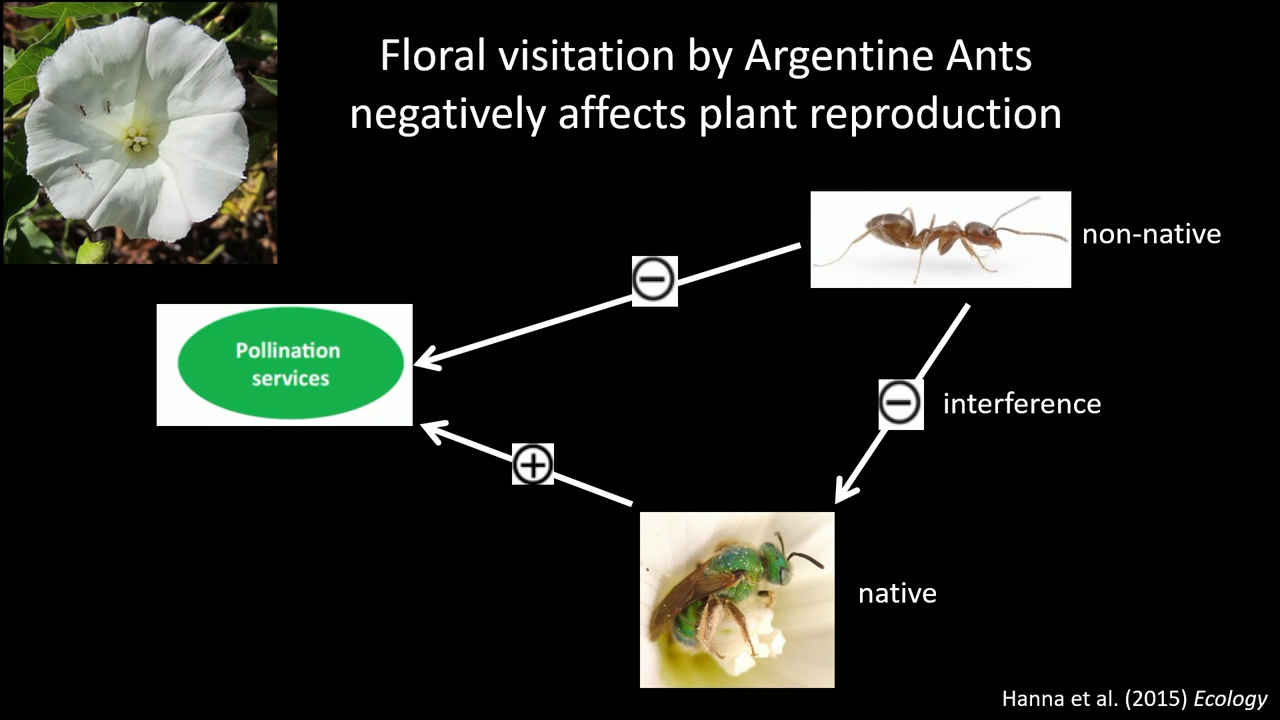 Floral visitation by Argentine Ants
negatively affects plant reproduction
non-native
Pollination
services
interference
native
Hanna et al. (2015) Ecology